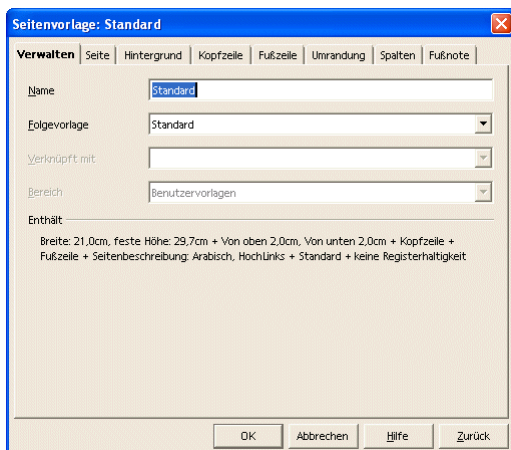 Seitenvorlage: Standard
Verwalten Seite Hintergrund Kopfzeile Fußzeile Umrandung Spalten Fußnote
Name Standard
Folgevorlage Standard
Verknüpft mit
Bereich Benutzervorlagen
Enthält
Breite: 21,0cm, feste Höhe: 29,7cm + Von oben 2,0cm, Von unten 2,0cm + Kopfzeile +
Fußzeile + Seitenbeschreibung: Arabisch, HochLinks + Standard + keine Registerhaltigkeit
OK Abbrechen Hilfe Zurück